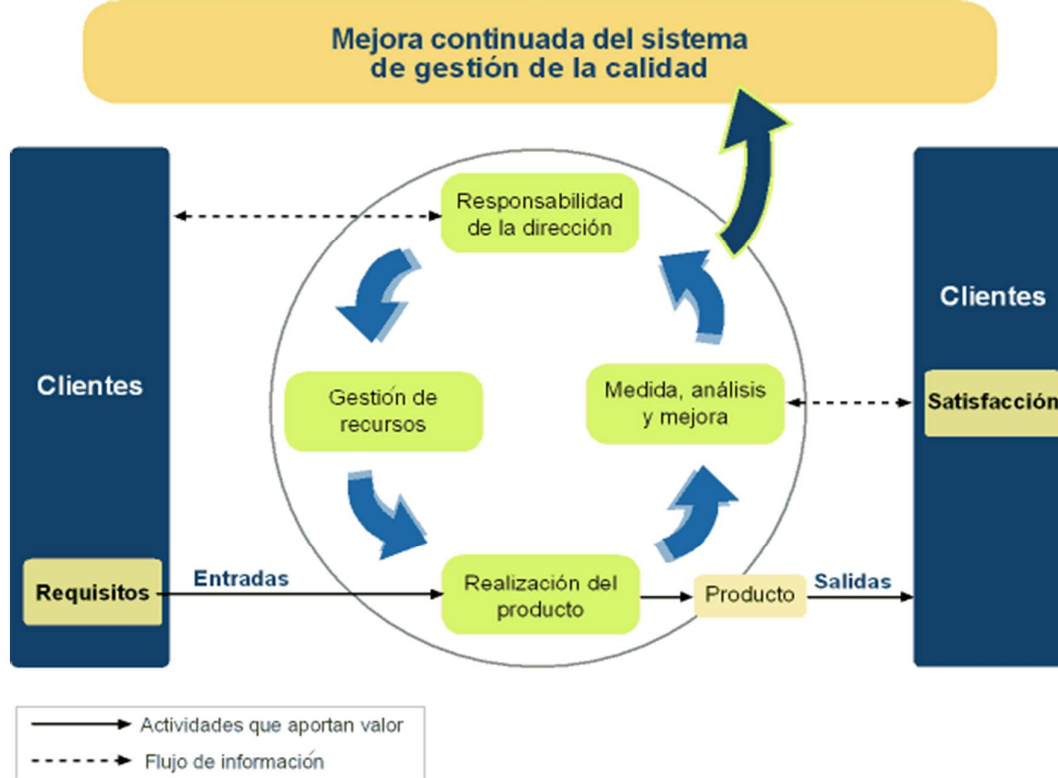 Mejora continuada del sistema
de gestión de la calidad
Clientes
Requisitos
Entradas
Responsabilidad
de la dirección
Gestión de
recursos
Medida, análisis
y mejora
Realización del
producto
Producto
Salidas
Clientes
Satisfacción
Actividades que aportan valor
Flujo de información